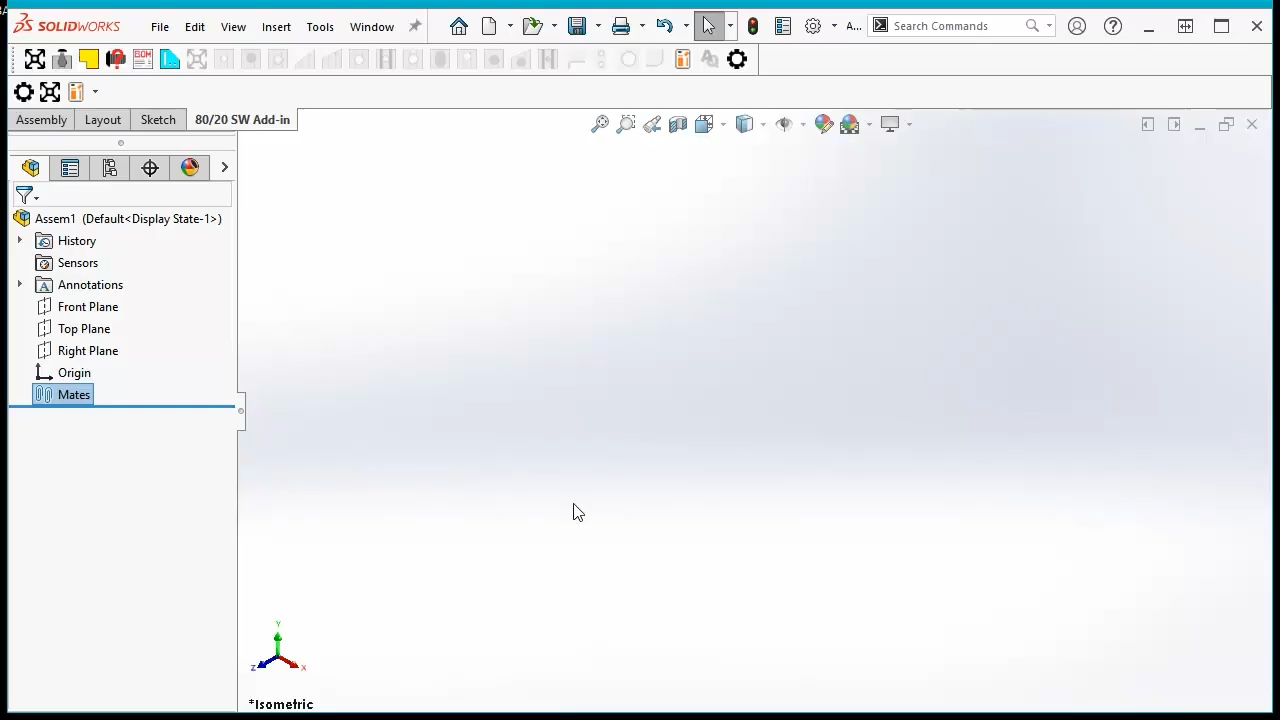 SOLIDWORKS File Edit View Insert Tools Window A... Search Commands
BOM
Assembly Layout Sketch 80/20 SW Add-in
Assem1 (Default<Display State-1>)
History
Sensors
Annotations
Front Plane
Top Plane
Right Plane
Origin
Mates
Y
Z X
*Isometric